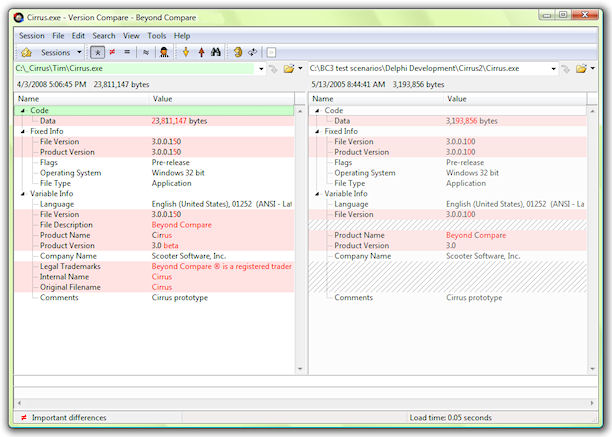 Cirrus.exe - Version Compare - Beyond Compare
Session File Edit Search View Tools Help
Sessions * ≠ = ≈
C:\_Cirrus\Tim\Cirrus.exe C:\BC3 test scenarios\Delphi Development\Cirrus2\Cirrus.exe
4/3/2008 5:06:45 PM 23,811,147 bytes 5/13/2005 8:44:41 AM 3,193,856 bytes
Name Value Name Value
Code Code
Data 23,811,147 bytes Data 3,193,856 bytes
Fixed Info Fixed Info
File Version 3.0.0.150 File Version 3.0.0.100
Product Version 3.0.0.150 Product Version 3.0.0.100
Flags Pre-release Flags Pre-release
Operating System Windows 32 bit Operating System Windows 32 bit
File Type Application File Type Application
Variable Info Variable Info
Language English (United States), 01252 (ANSI - Lat Language English (United States), 01252 (ANSI - La
File Version 3.0.0.150 File Version 3.0.0.100
File Description Beyond Compare
Product Name Cirrus Product Name Beyond Compare
Product Version 3.0 beta Product Version 3.0
Company Name Scooter Software, Inc. Company Name Scooter Software, Inc.
Legal Trademarks Beyond Compare ® is a registered trader
Internal Name Cirrus
Original Filename Cirrus
Comments Cirrus prototype Comments Cirrus prototype
≠ Important differences Load time: 0.05 seconds